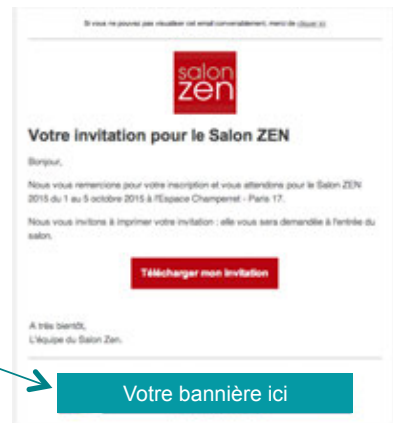 Si vous ne pouvez pas visualiser cet email convenablement, merci de cliquer ici
salon
zen
Votre invitation pour le Salon ZEN
Bonjour,
Nous vous remercions pour votre inscription et vous attendons pour le Salon ZEN
2015 du 1 au 5 octobre 2015 à l'Espace Champerret - Paris 17.
Nous vous invitons à imprimer votre invitation : elle vous sera demandée à l'entrée du
salon.
Télécharger mon invitation
A très bientôt,
L'équipe du Salon Zen.
Votre bannière ici